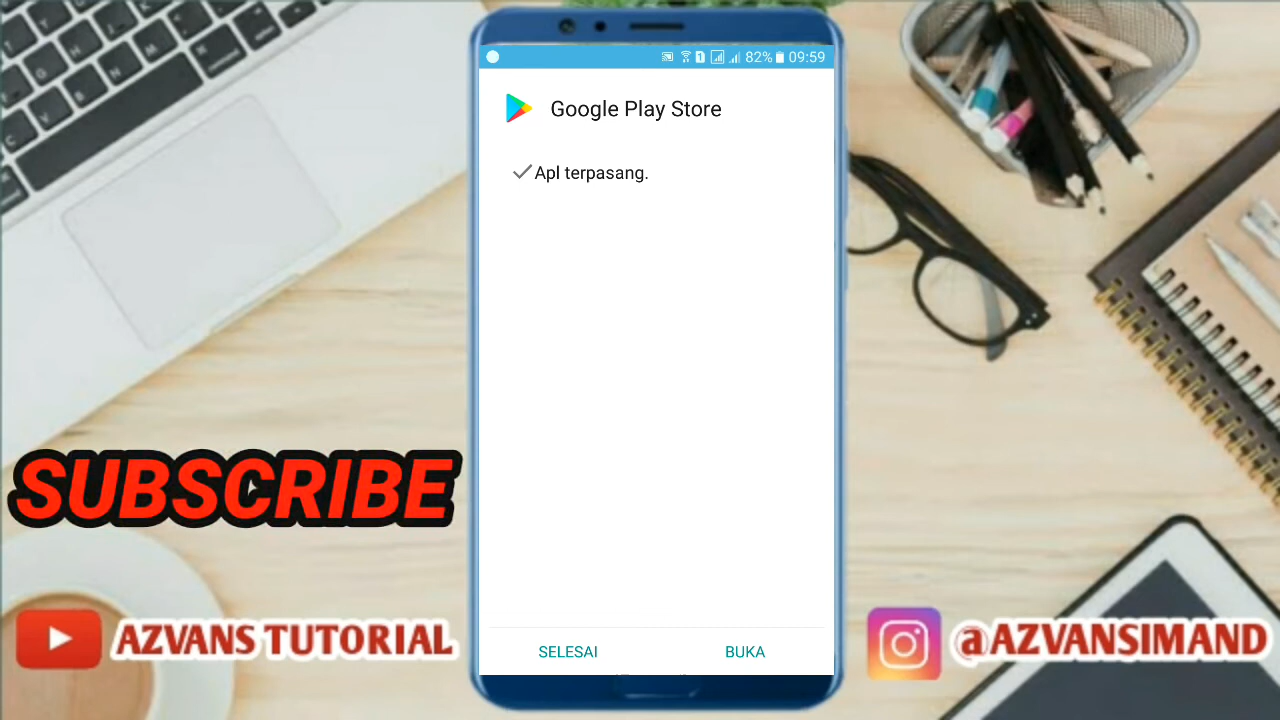 82% 09:59
Google Play Store
Apl terpasang.
SUBSCRIBE
AZVANS TUTORIAL
@AZVANSIMAND
SELESAI BUKA